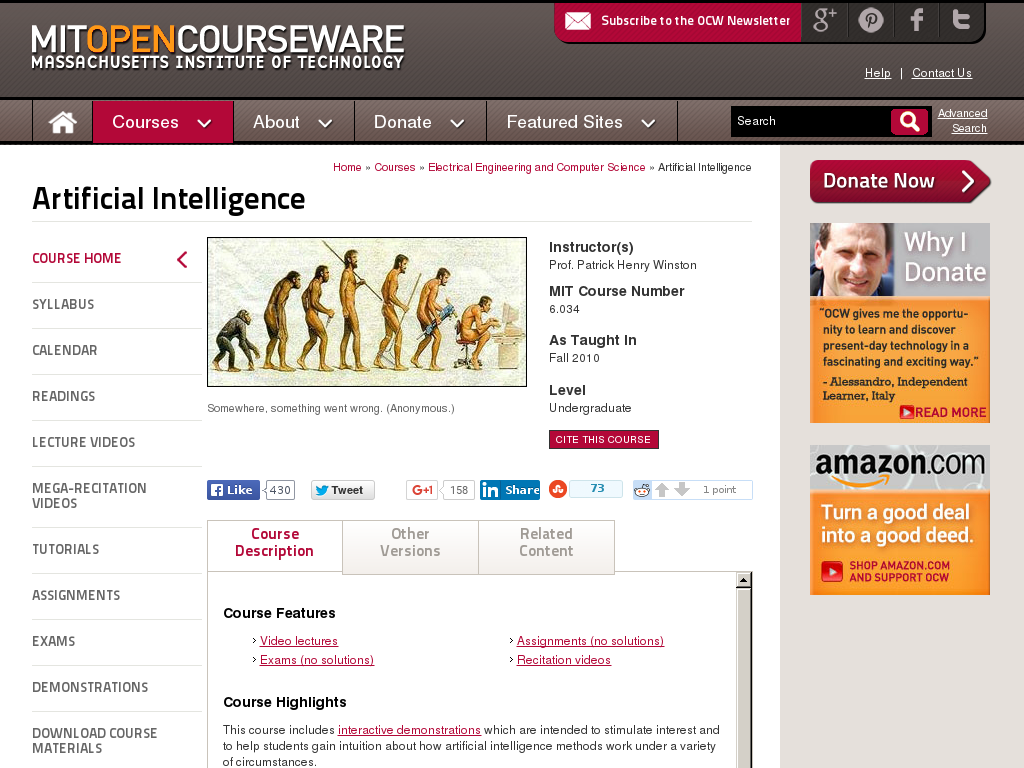 MITOPENCOURSEWARE
MASSACHUSETTS INSTITUTE OF TECHNOLOGY
Subscribe to the OCW Newsletter
g+
Help | Contact Us
Courses
About
Donate
Featured Sites
Search
Advanced
Search
Home » Courses » Electrical Engineering and Computer Science » Artificial Intelligence
Artificial Intelligence
COURSE HOME
SYLLABUS
CALENDAR
READINGS
LECTURE VIDEOS
MEGA-RECITATION
VIDEOS
TUTORIALS
ASSIGNMENTS
EXAMS
DEMONSTRATIONS
DOWNLOAD COURSE
MATERIALS
Somewhere, something went wrong. (Anonymous.)
Instructor(s)
Prof. Patrick Henry Winston
MIT Course Number
6.034
As Taught In
Fall 2010
Level
Undergraduate
CITE THIS COURSE
Like 430
Tweet
G+1 158
in Share
73
1 point
Course
Description
Other
Versions
Related
Content
Course Features
Video lectures
Exams (no solutions)
Assignments (no solutions)
Recitation videos
Course Highlights
This course includes interactive demonstrations which are intended to stimulate interest and
to help students gain intuition about how artificial intelligence methods work under a variety
of circumstances.
Donate Now
Why I
Donate
"OCW gives me the opportu-
nity to learn and discover
present-day technology in a
fascinating and exciting way."
- Alessandro, Independent
Learner, Italy
READ MORE
amazon.com
Turn a good deal
into a good deed.
SHOP AMAZON.COM
AND SUPPORT OCW